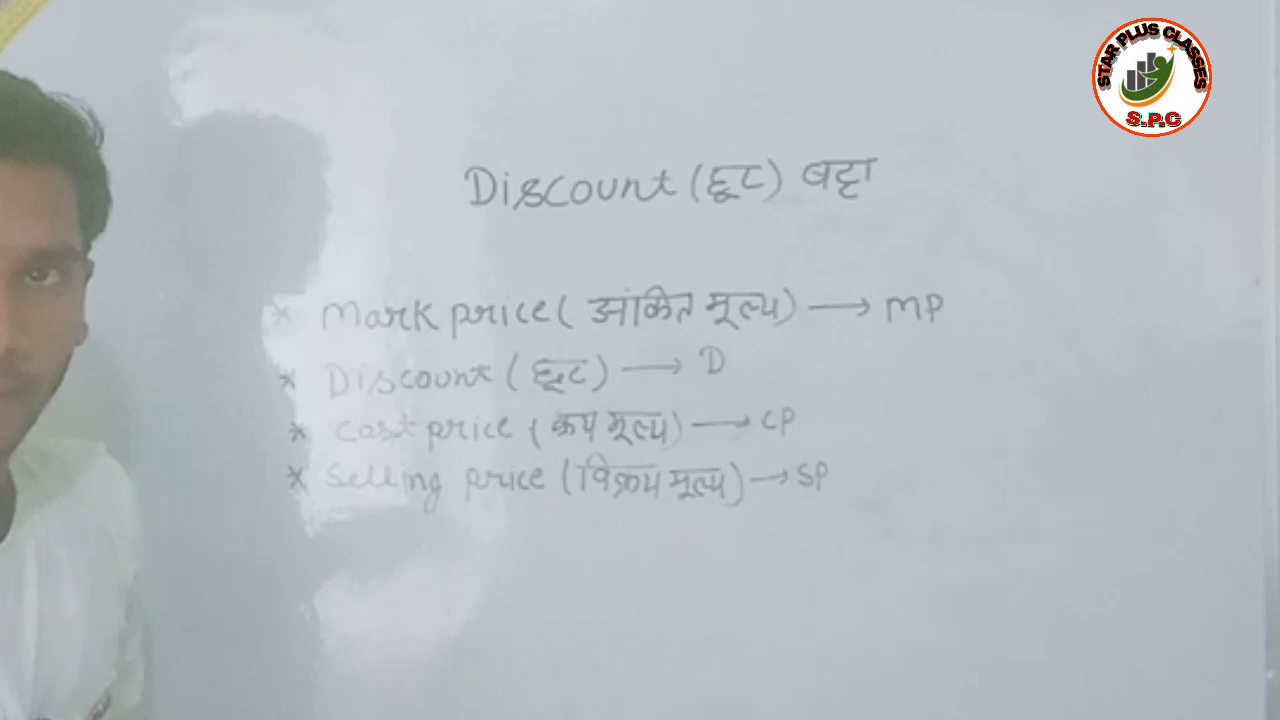 STAR PLUS CLASSES
S.P.C
Discount (छूट) बट्टा
* Mark price ( अंकित मूल्य) → MP
* Discount ( छूट) → D
* Cost price ( क्रय मूल्य) → CP
* Selling price (विक्रय मूल्य) → SP